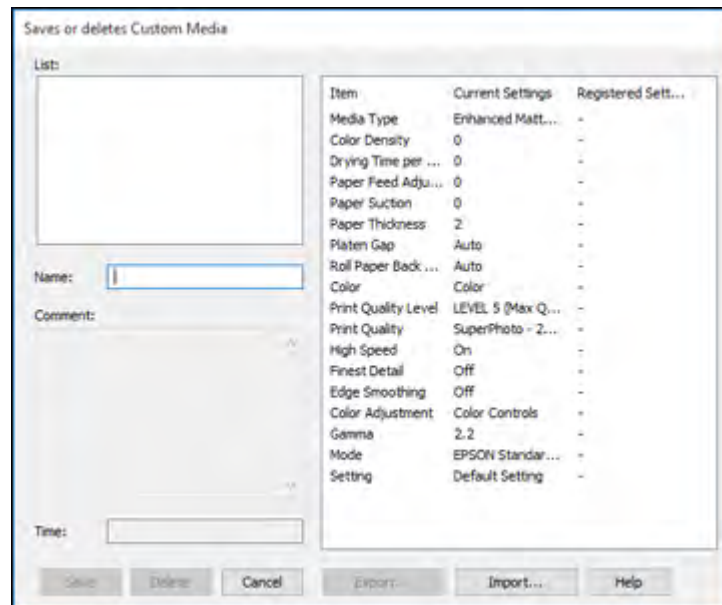 Saves or deletes Custom Media
List:
Item Current Settings Registered Sett...
Media Type Enhanced Matt... -
Color Density 0 -
Drying Time per ... 0 -
Paper Feed Adju... 0 -
Paper Suction 0 -
Paper Thickness 2 -
Platen Gap Auto -
Roll Paper Back ... Auto -
Color Color -
Print Quality Level LEVEL 5 (Max Q... -
Print Quality SuperPhoto - 2... -
High Speed On -
Finest Detail Off -
Edge Smoothing Off -
Color Adjustment Color Controls -
Gamma 2.2 -
Mode EPSON Standar... -
Setting Default Setting -
Name:
Comment:
Time:
Save Delete Cancel Export... Import... Help